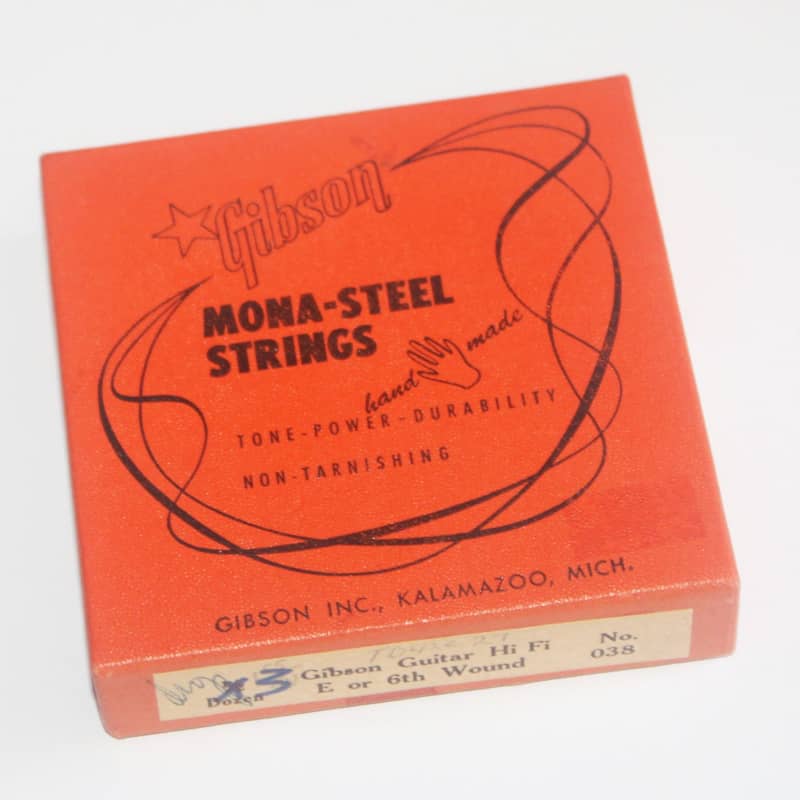 Gibson
MONA-STEEL
STRINGS
hand made
TONE-POWER-DURABILITY
NON-TARNISHING
GIBSON INC., KALAMAZOO, MICH.
x3 Gibson Guitar Hi Fi No.
Dozen E or 6th Wound 038